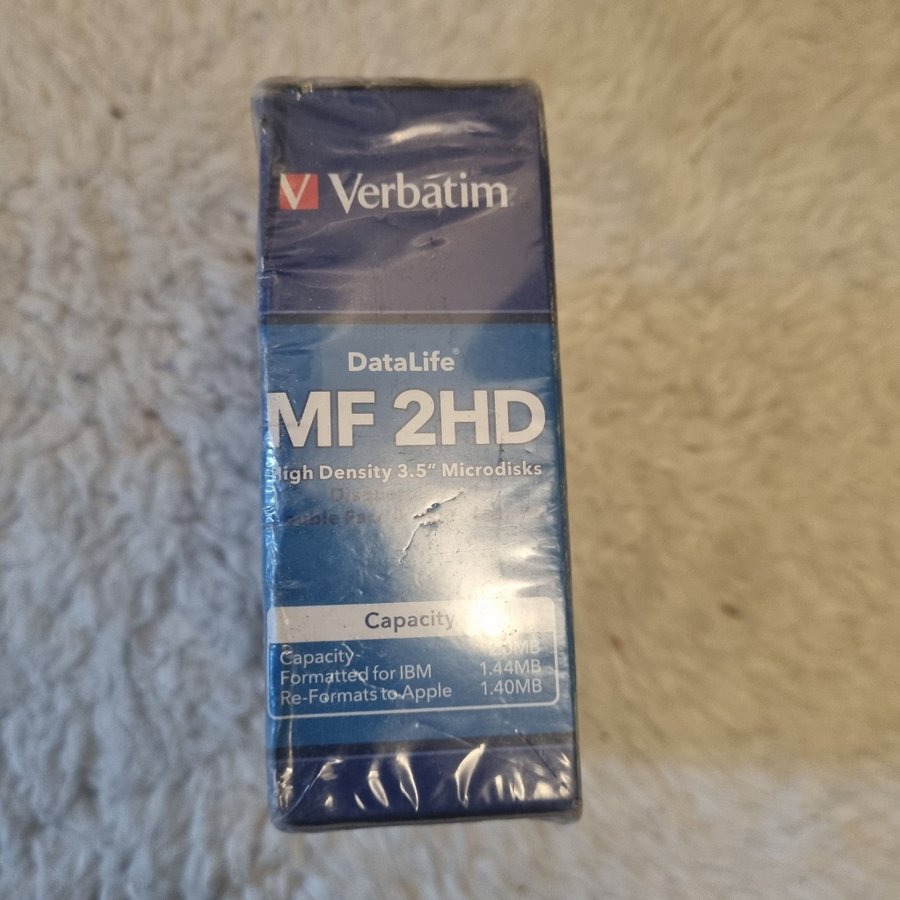 V Verbatim
DataLife®
MF 2HD
High Density 3.5" Microdisks
Capacity
Capacity MB
Formatted for IBM 1.44MB
Re-Formats to Apple 1.40MB